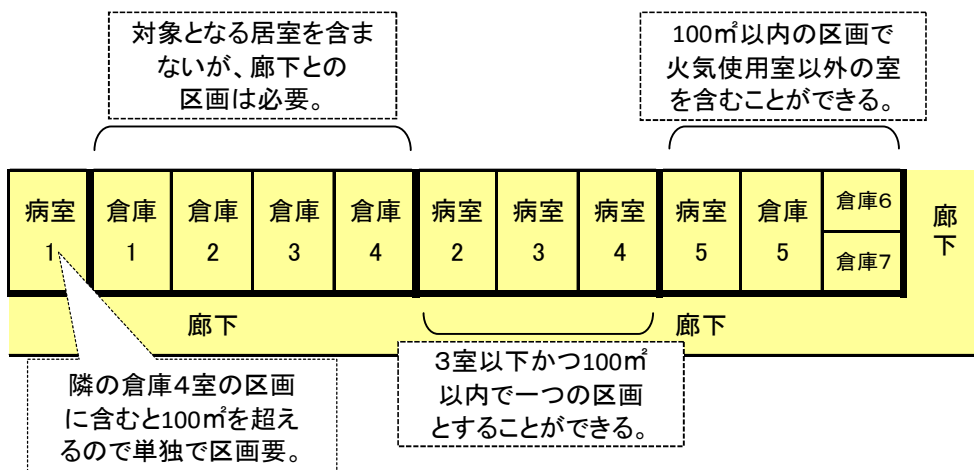 対象となる居室を含ま
ないが、廊下との
区画は必要。
100㎡以内の区画で
火気使用室以外の室
を含むことができる。
病室
1
倉庫
1
倉庫
2
倉庫
3
倉庫
4
病室
2
病室
3
病室
4
病室
5
倉庫
5
倉庫6
倉庫7
廊
下
廊下
廊下
隣の倉庫4室の区画
に含むと100㎡を超え
るので単独で区画要。
3室以下かつ100㎡
以内で一つの区画
とすることができる。